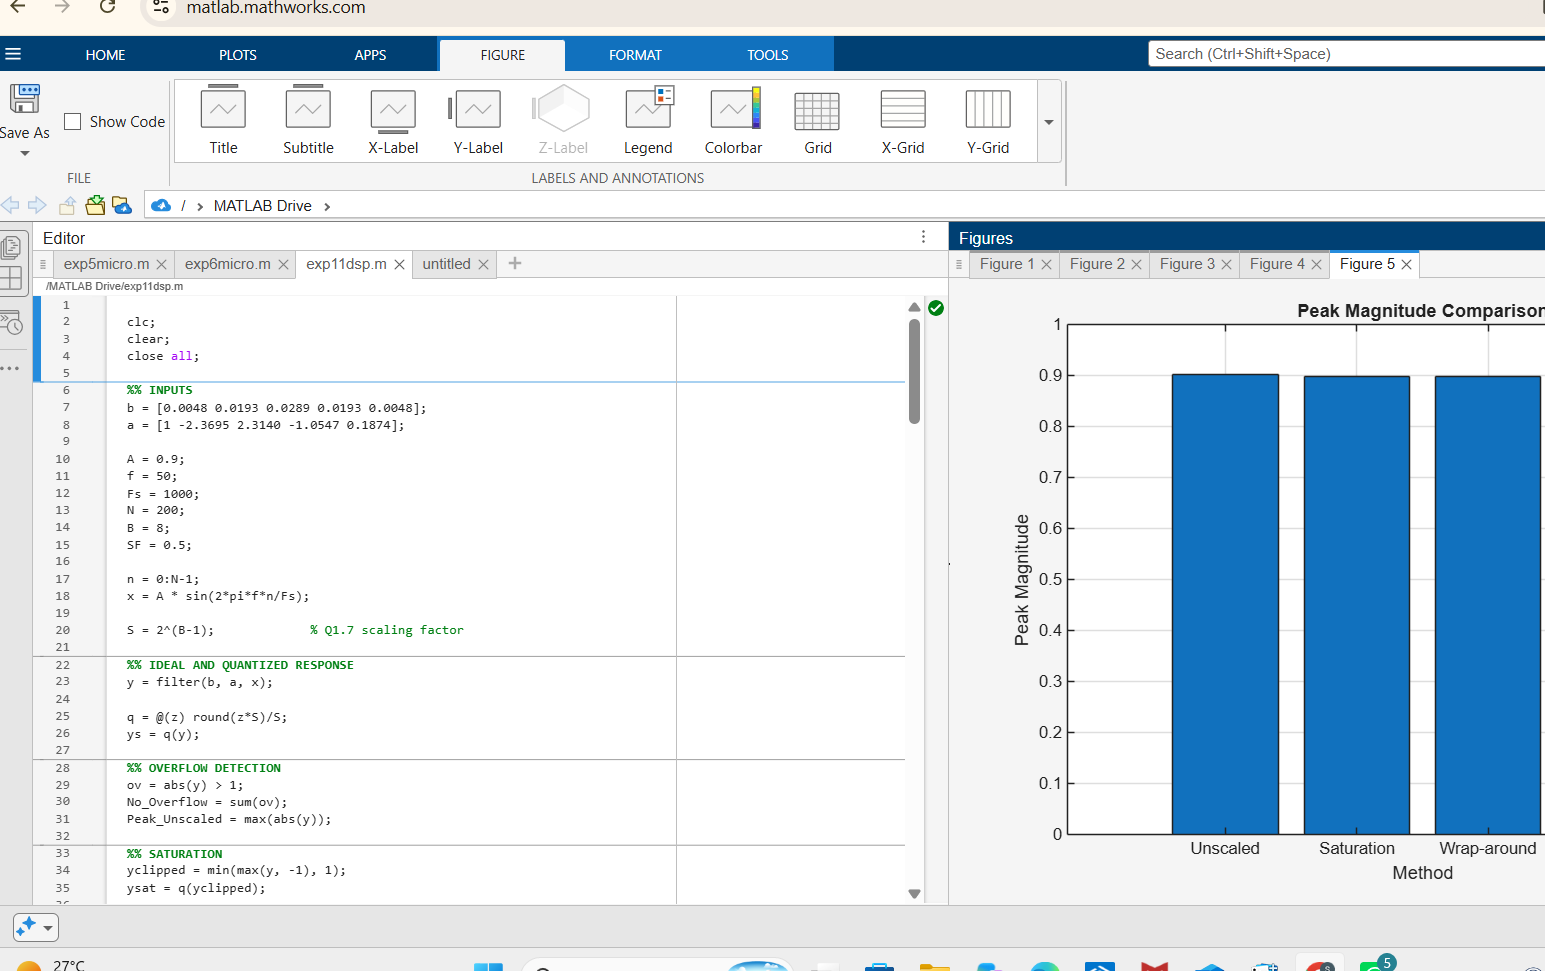 matlab.mathworks.com
HOME PLOTS APPS FIGURE FORMAT TOOLS Search (Ctrl+Shift+Space)
Save As Show Code Title Subtitle X-Label Y-Label Z-Label Legend Colorbar Grid X-Grid Y-Grid
FILE LABELS AND ANNOTATIONS
/ > MATLAB Drive >
Editor
exp5micro.m exp6micro.m exp11dsp.m untitled
/MATLAB Drive/exp11dsp.m
1
2 clc;
3 clear;
4 close all;
5
6 %% INPUTS
7 b = [0.0048 0.0193 0.0289 0.0193 0.0048];
8 a = [1 -2.3695 2.3140 -1.0547 0.1874];
9
10 A = 0.9;
11 f = 50;
12 Fs = 1000;
13 N = 200;
14 B = 8;
15 SF = 0.5;
16
17 n = 0:N-1;
18 x = A * sin(2*pi*f*n/Fs);
19
20 S = 2^(B-1); % Q1.7 scaling factor
21
22 %% IDEAL AND QUANTIZED RESPONSE
23 y = filter(b, a, x);
24
25 q = @(z) round(z*S)/S;
26 ys = q(y);
27
28 %% OVERFLOW DETECTION
29 ov = abs(y) > 1;
30 No_Overflow = sum(ov);
31 Peak_Unscaled = max(abs(y));
32
33 %% SATURATION
34 yclipped = min(max(y, -1), 1);
35 ysat = q(yclipped);
Figures
Figure 1 Figure 2 Figure 3 Figure 4 Figure 5
Peak Magnitude Comparison
1
0.9
0.8
0.7
0.6
0.5
0.4
0.3
0.2
0.1
0
Peak Magnitude
Unscaled Saturation Wrap-around
Method
27°C
5